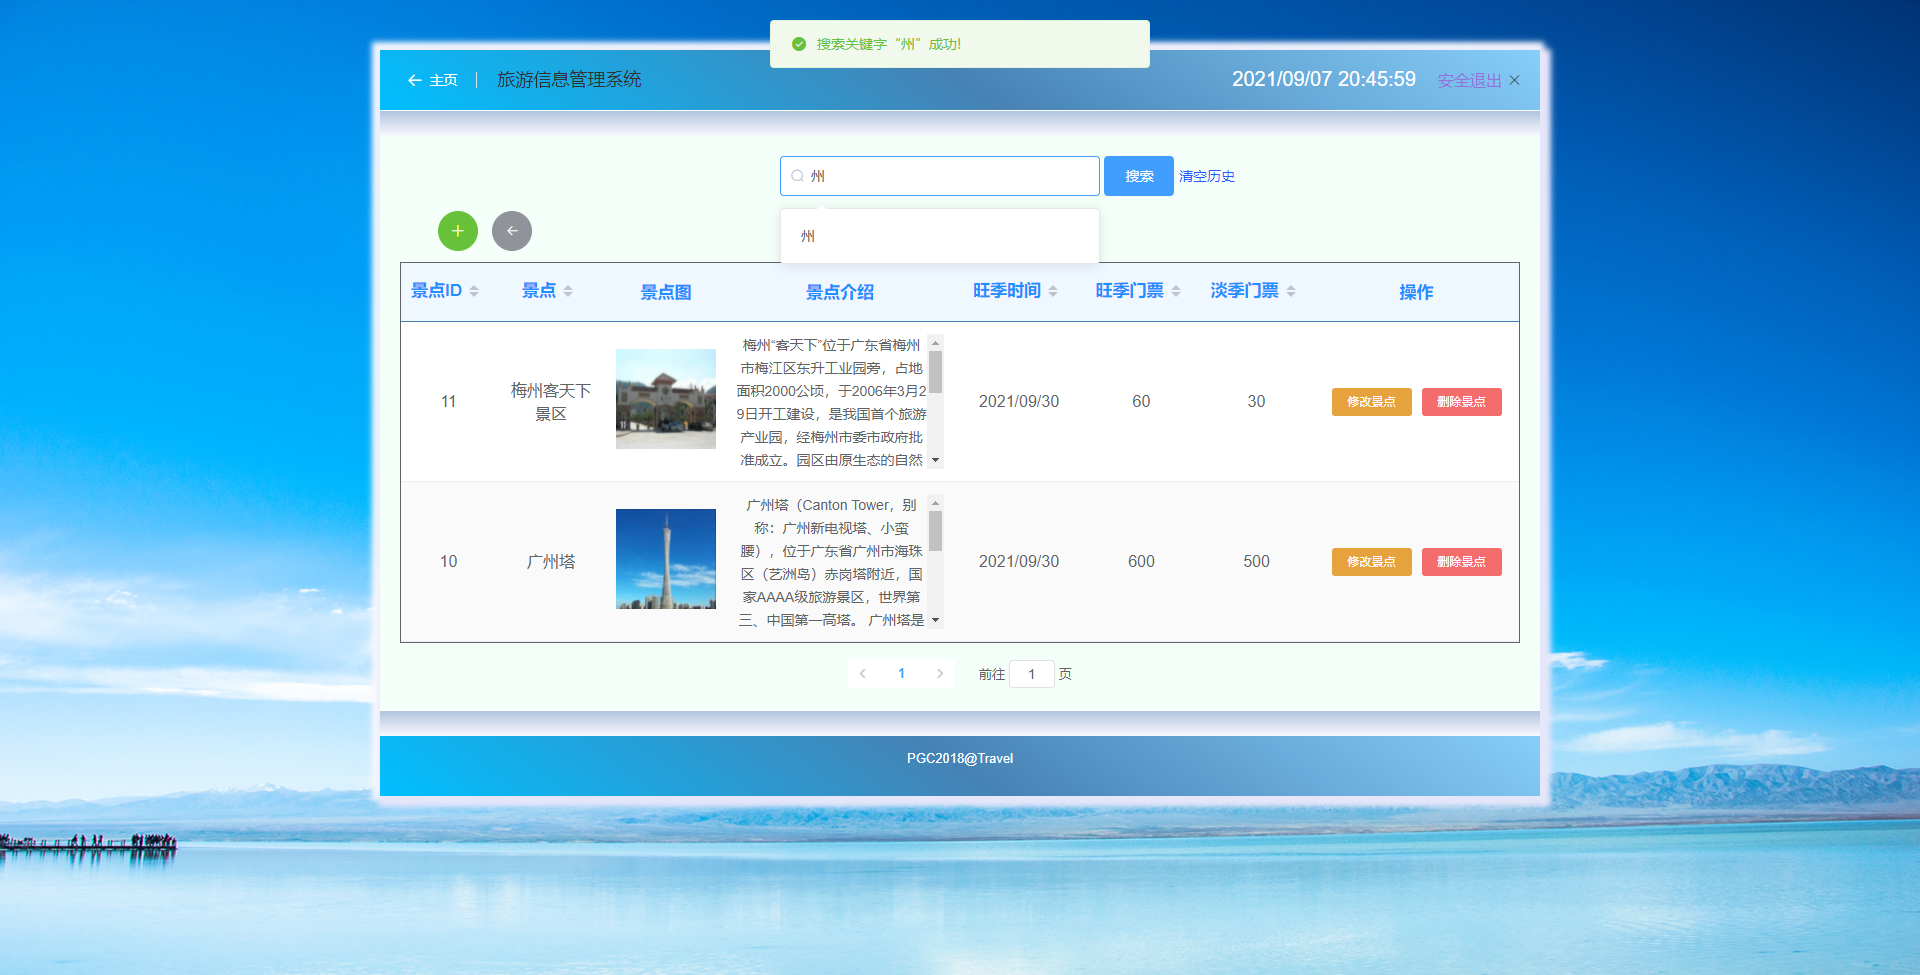 搜索关键字“州”成功!
主页
旅游信息管理系统
2021/09/07 20:45:59
安全退出
州
搜索
清空历史
州
景点ID
景点
景点图
景点介绍
旺季时间
旺季门票
淡季门票
操作
11
梅州客天下
景区
梅州“客天下”位于广东省梅州
市梅江区东升工业园旁，占地
面积2000公顷，于2006年3月2
9日开工建设，是我国首个旅游
产业园，经梅州市委市政府批
准成立。园区由原生态的自然
2021/09/30
60
30
修改景点
删除景点
10
广州塔
广州塔（Canton Tower，别
称：广州新电视塔、小蛮
腰），位于广东省广州市海珠
区（艺洲岛）赤岗塔附近，国
家AAAA级旅游景区，世界第
三、中国第一高塔。 广州塔是
2021/09/30
600
500
修改景点
删除景点
1
前往 1 页
PGC2018@Travel